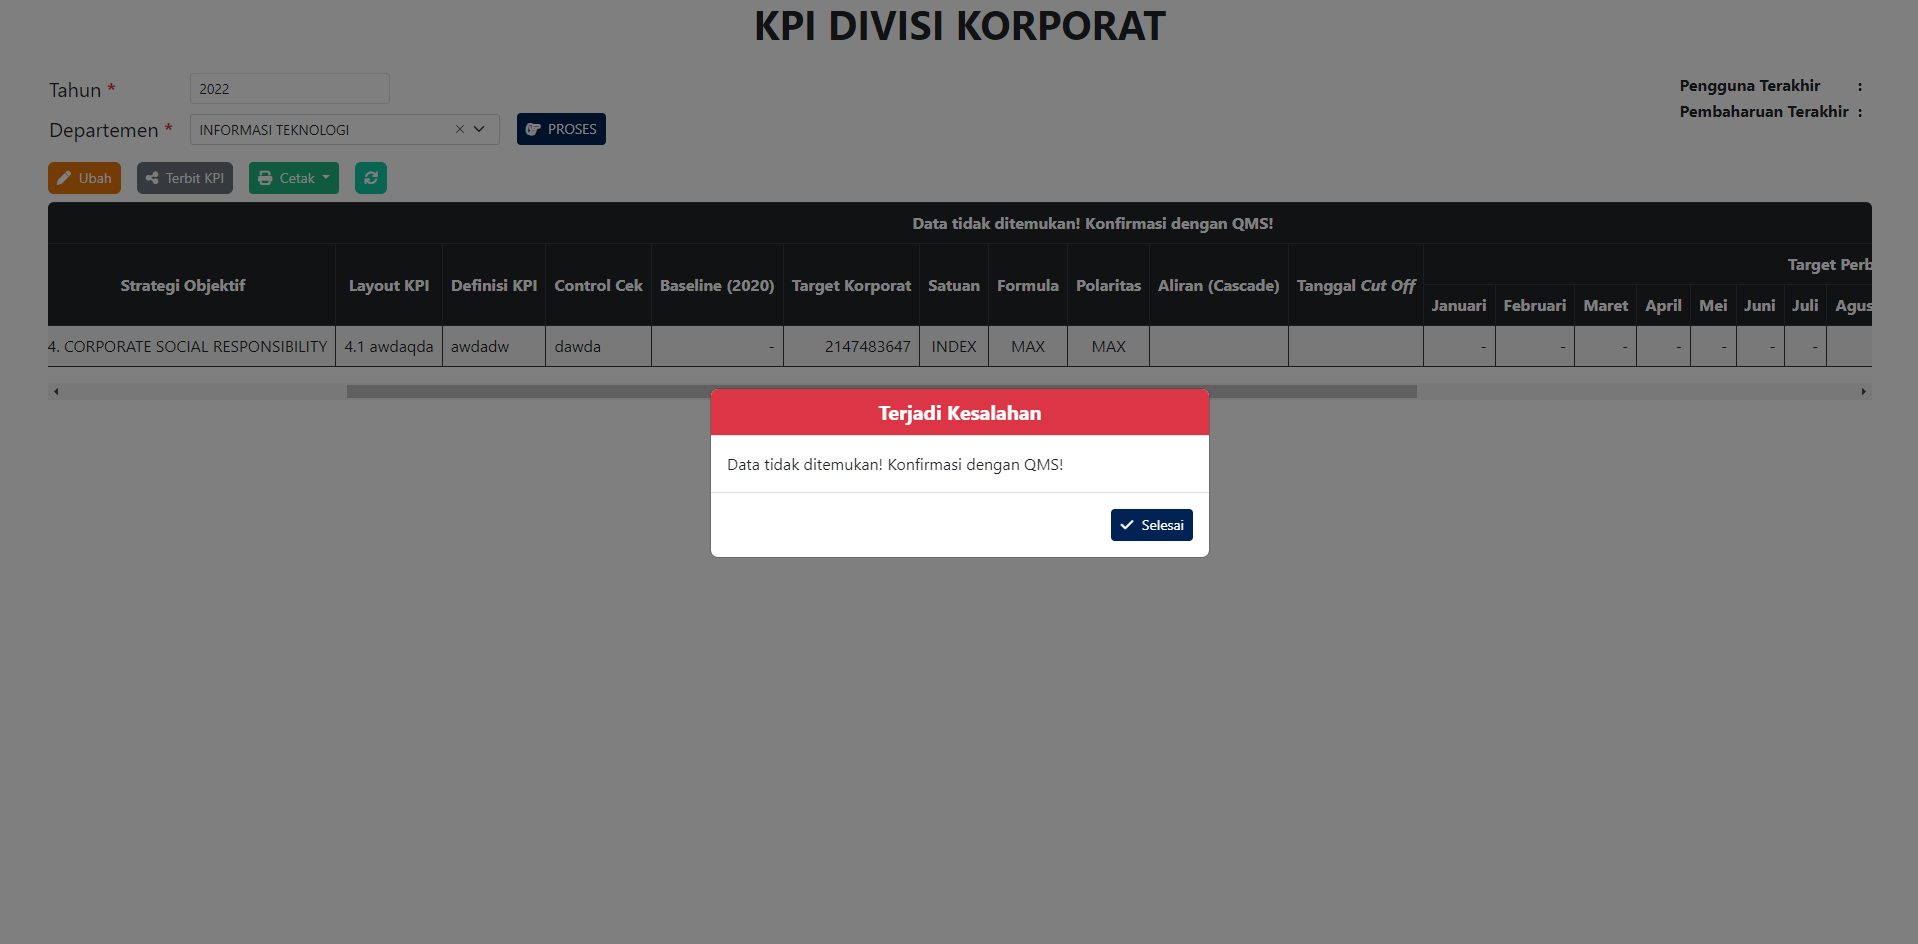 KPI DIVISI KORPORAT
Tahun * 2022
Pengguna Terakhir :
Departemen * INFORMASI TEKNOLOGI PROSES
Pembaharuan Terakhir :
Ubah Terbit KPI Cetak
Data tidak ditemukan! Konfirmasi dengan QMS!
Strategi Objektif Layout KPI Definisi KPI Control Cek Baseline (2020) Target Korporat Satuan Formula Polaritas Aliran (Cascade) Tanggal Cut Off Target Perb
Januari Februari Maret April Mei Juni Juli Agus
4. CORPORATE SOCIAL RESPONSIBILITY 4.1 awdaqda awdadw dawda - 2147483647 INDEX MAX MAX - - - - - - -
Terjadi Kesalahan
Data tidak ditemukan! Konfirmasi dengan QMS!
Selesai